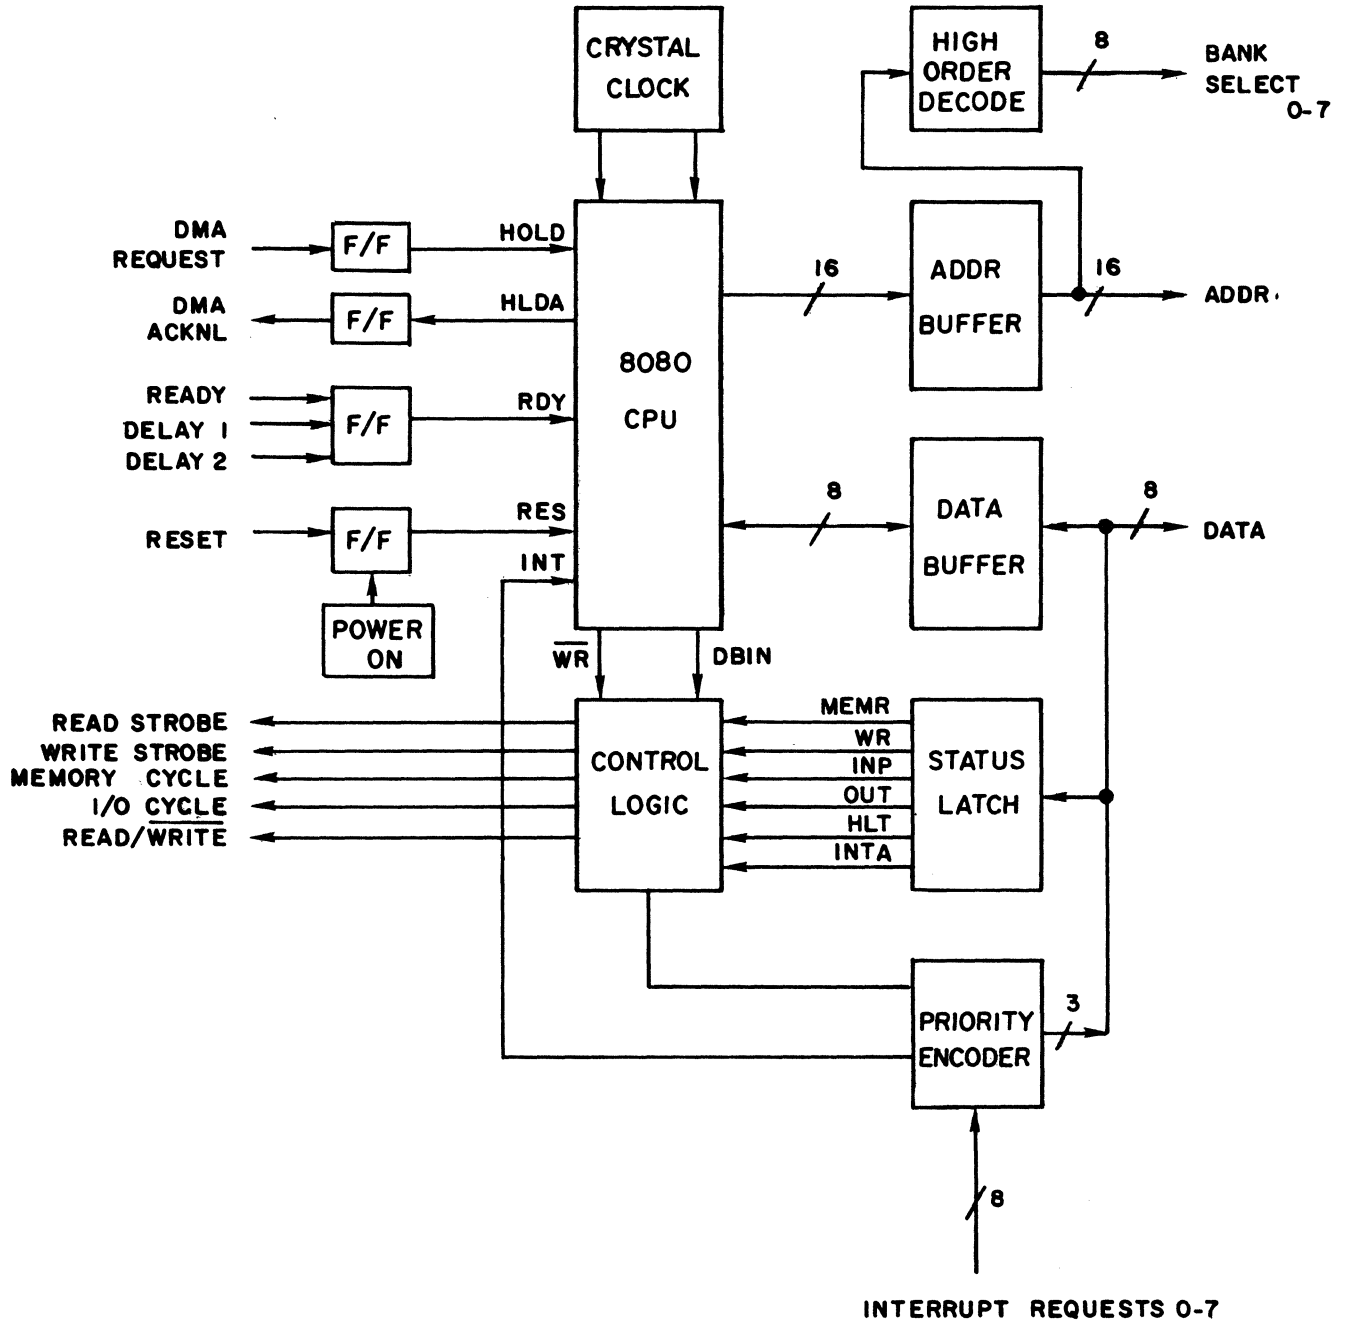 CRYSTAL
CLOCK
HIGH
ORDER
DECODE
8
BANK
SELECT
0-7
DMA
REQUEST
F/F
HOLD
DMA
ACKNL
F/F
HLDA
READY
DELAY 1
DELAY 2
F/F
RDY
RESET
F/F
RES
INT
POWER
ON
8080
CPU
16
ADDR
BUFFER
16
ADDR.
8
DATA
BUFFER
8
DATA
WR
DBIN
READ STROBE
WRITE STROBE
MEMORY CYCLE
I/O CYCLE
READ/WRITE
CONTROL
LOGIC
MEMR
WR
INP
OUT
HLT
INTA
STATUS
LATCH
PRIORITY
ENCODER
3
8
INTERRUPT REQUESTS 0-7